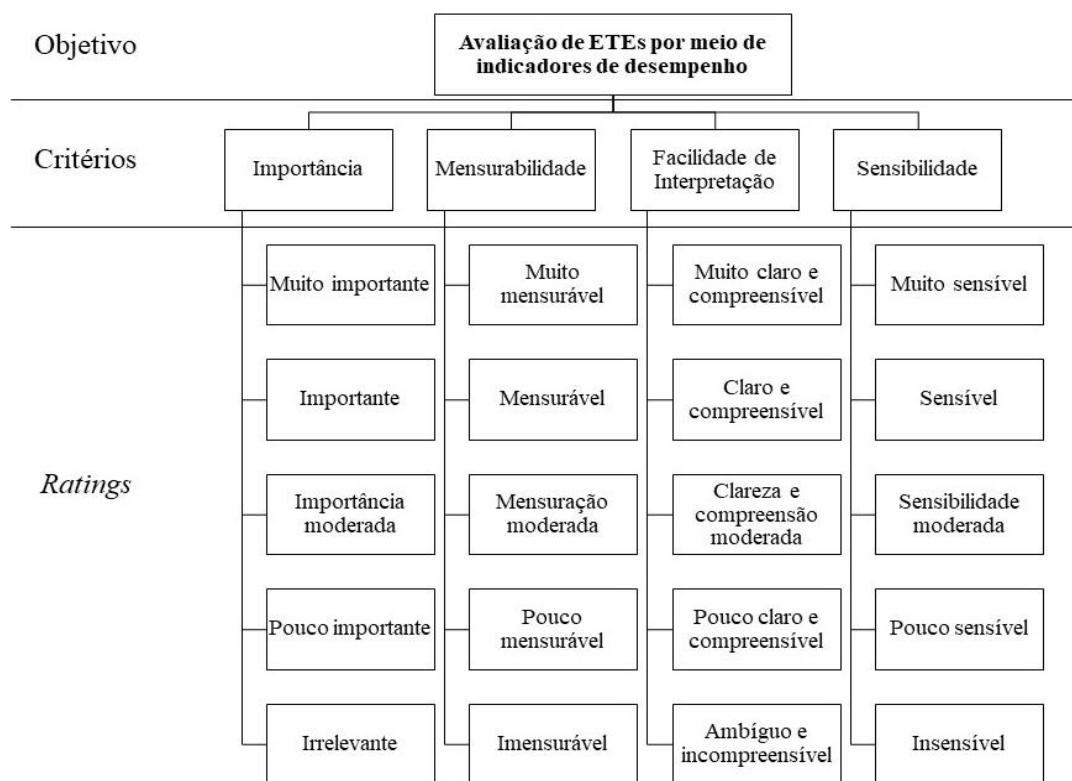 Objetivo
Avaliação de ETEs por meio de
indicadores de desempenho
Critérios
Importância
Mensurabilidade
Facilidade de
Interpretação
Sensibilidade
Ratings
Muito importante
Muito
mensurável
Muito claro e
compreensível
Muito sensível
Importante
Mensurável
Claro e
compreensível
Sensível
Importância
moderada
Mensuração
moderada
Clareza e
compreensão
moderada
Sensibilidade
moderada
Pouco importante
Pouco
mensurável
Pouco claro e
compreensível
Pouco sensível
Irrelevante
Imensurável
Ambíguo e
incompreensível
Insensível